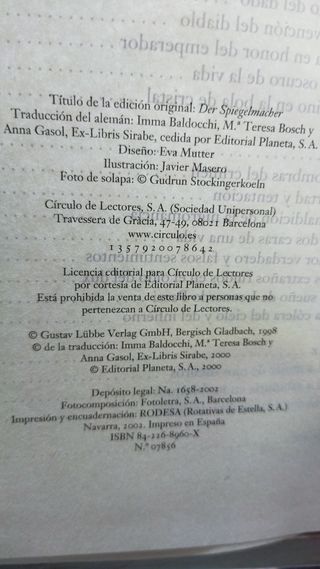 Título de la edición original: Der Spiegelmacher
Traducción del alemán: Imma Baldocchi, M.ª Teresa Bosch y
Anna Gasol, Ex-Libris Sirabe, cedida por Editorial Planeta, S.A.
Diseño: Eva Mutter
Ilustración: Javier Masero
Foto de solapa: © Gudrun Stockingerkoeln
Círculo de Lectores, S.A. (Sociedad Unipersonal)
Travessera de Gràcia, 47-49, 08021 Barcelona
www.circulo.es
1 3 5 7 9 2 0 0 7 8 6 4 2
Licencia editorial para Círculo de Lectores
por cortesía de Editorial Planeta, S.A.
Está prohibida la venta de este libro a personas que no
pertenezcan a Círculo de Lectores.
© Gustav Lübbe Verlag GmbH, Bergisch Gladbach, 1998
© de la traducción: Imma Baldocchi, M.ª Teresa Bosch y
Anna Gasol, Ex-Libris Sirabe, 2000
© Editorial Planeta, S.A., 2000
Depósito legal: Na. 1658-2002
Fotocomposición: Fotoletra, S.A., Barcelona
Impresión y encuadernación: RODESA (Rotativas de Estella, S.A.)
Navarra, 2002. Impreso en España
ISBN 84-226-8960-X
N.º 07856